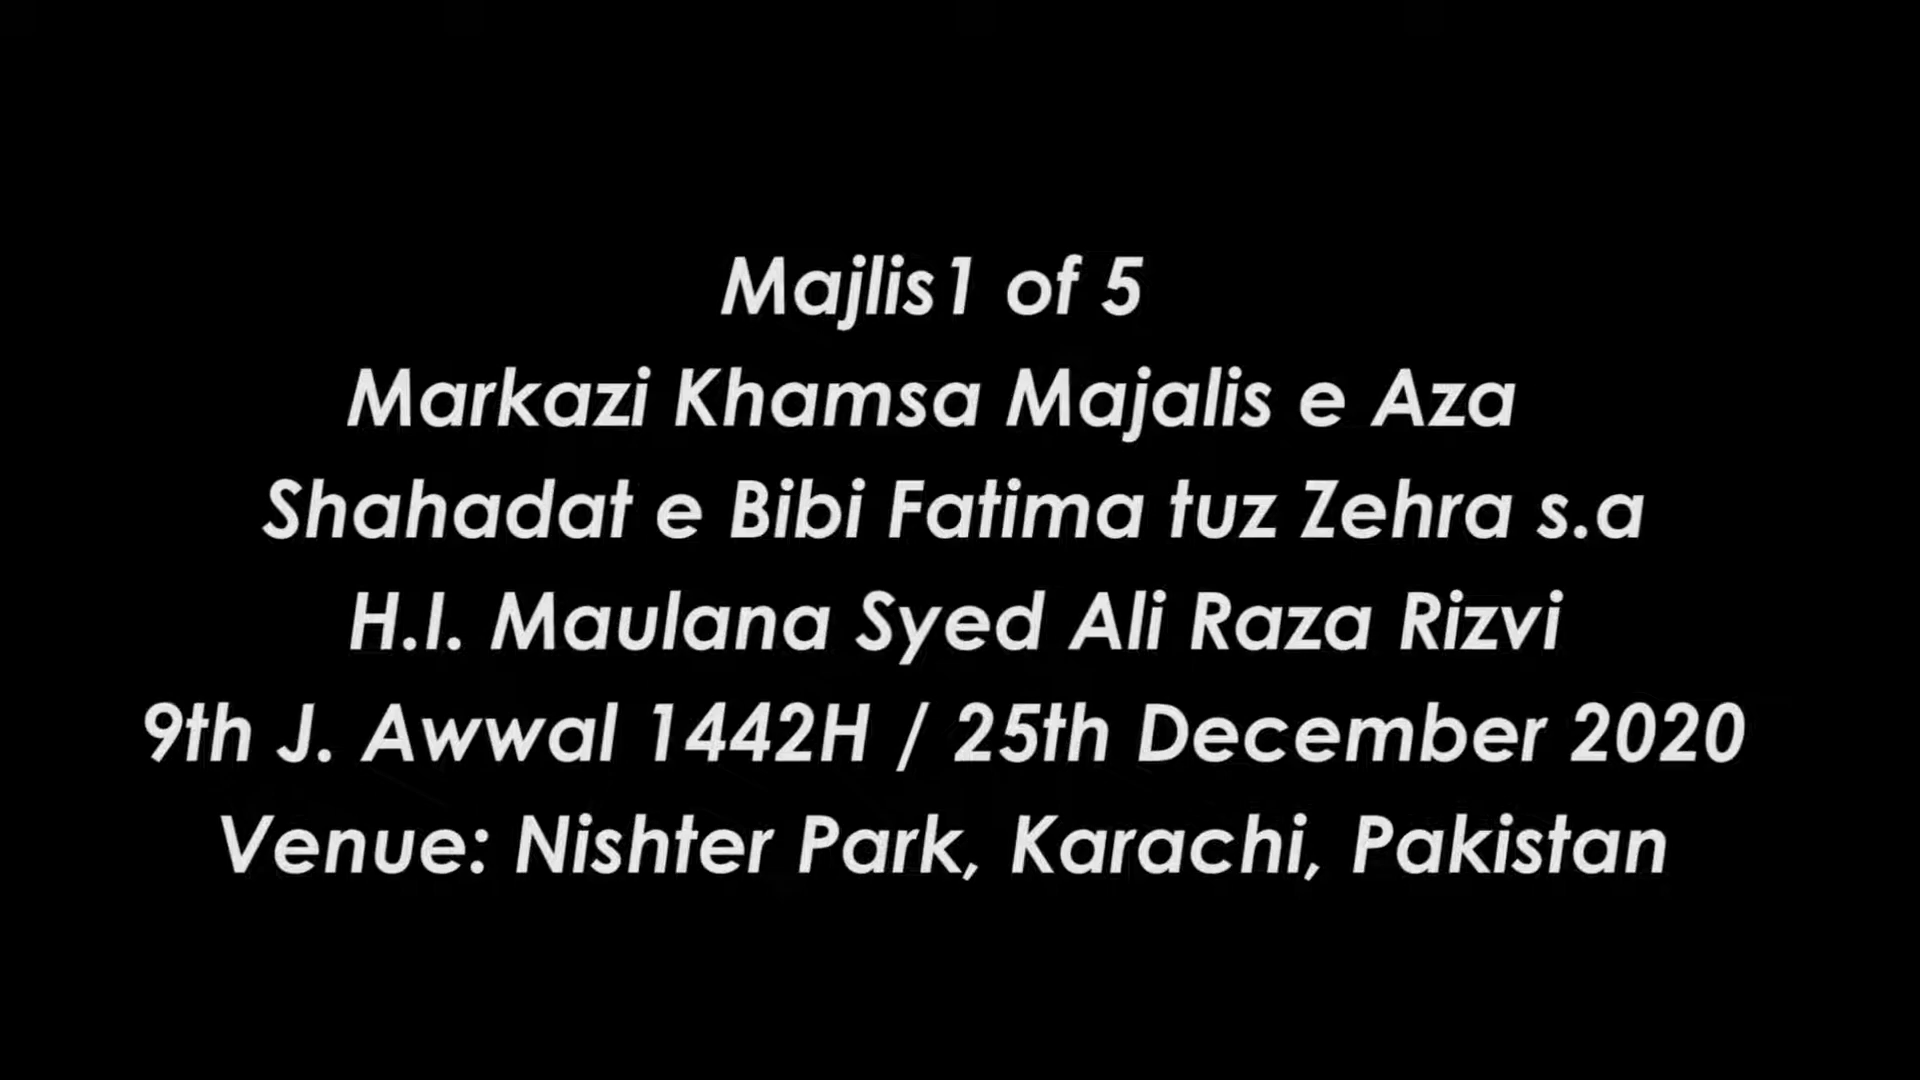 Majlis1 of 5
Markazi Khamsa Majalis e Aza
Shahadat e Bibi Fatima tuz Zehra s.a
H.I. Maulana Syed Ali Raza Rizvi
9th J. Awwal 1442H / 25th December 2020
Venue: Nishter Park, Karachi, Pakistan